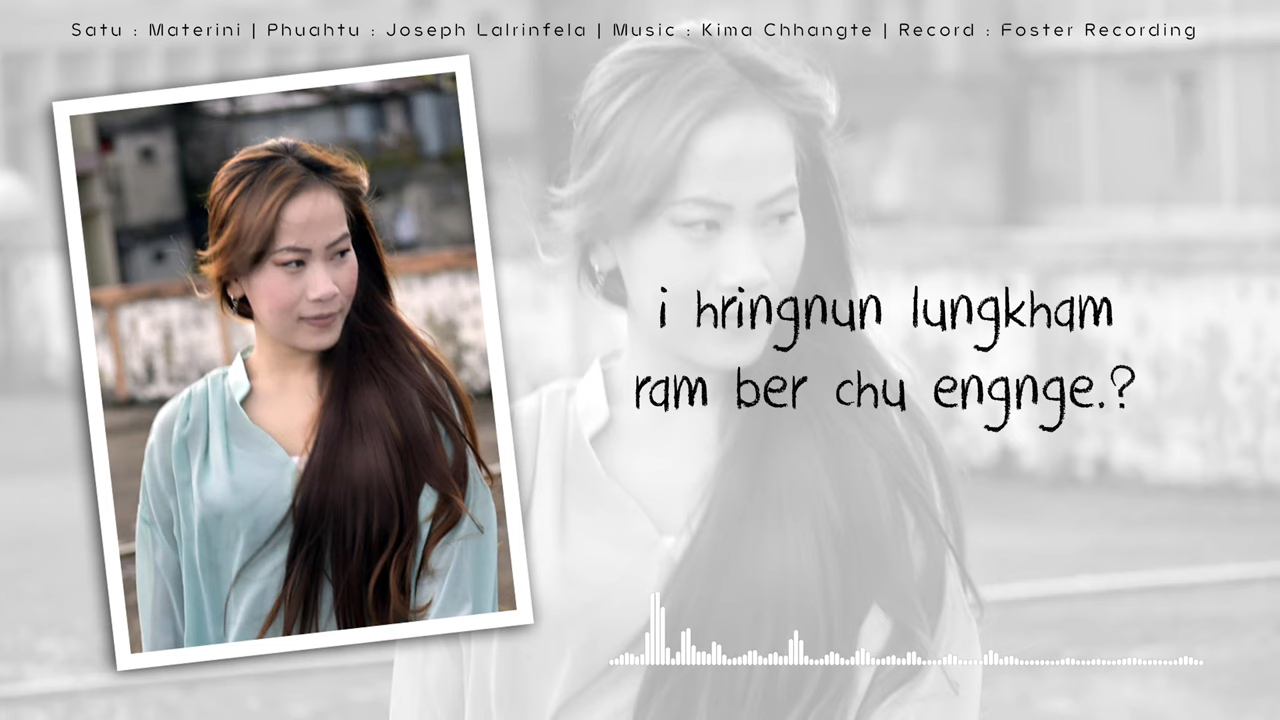 Satu : Materini | Phuahtu : Joseph Lalrinfela | Music : Kima Chhangte | Record : Foster Recording
i hringnun lungkham
ram ber chu engnge.?